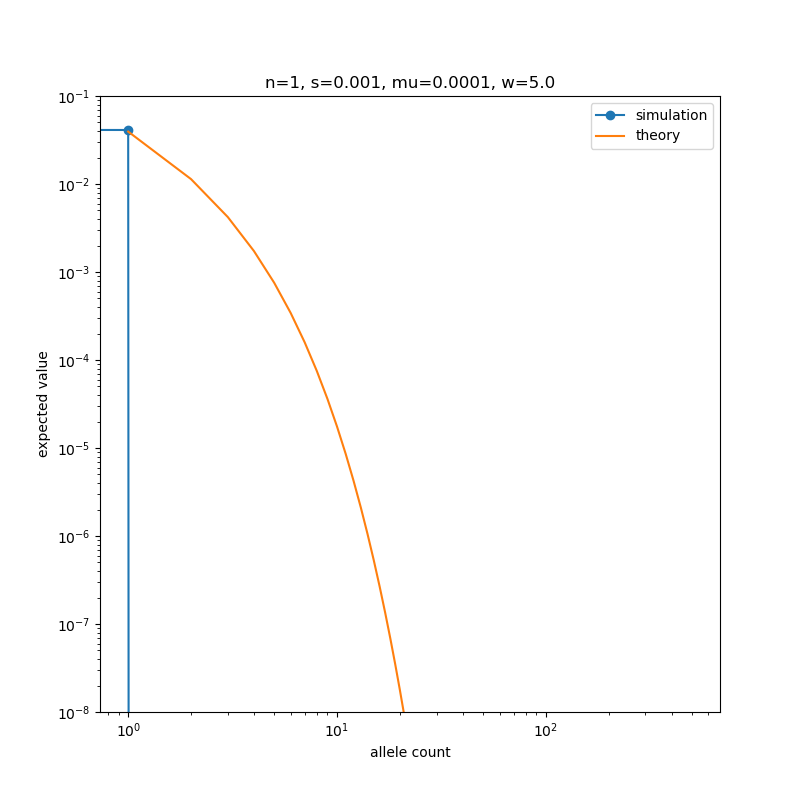 n=1, s=0.001, mu=0.0001, w=5.0
simulation
theory
10^-1
10^-2
10^-3
10^-4
10^-5
10^-6
10^-7
10^-8
expected value
10^0 10^1 10^2
allele count